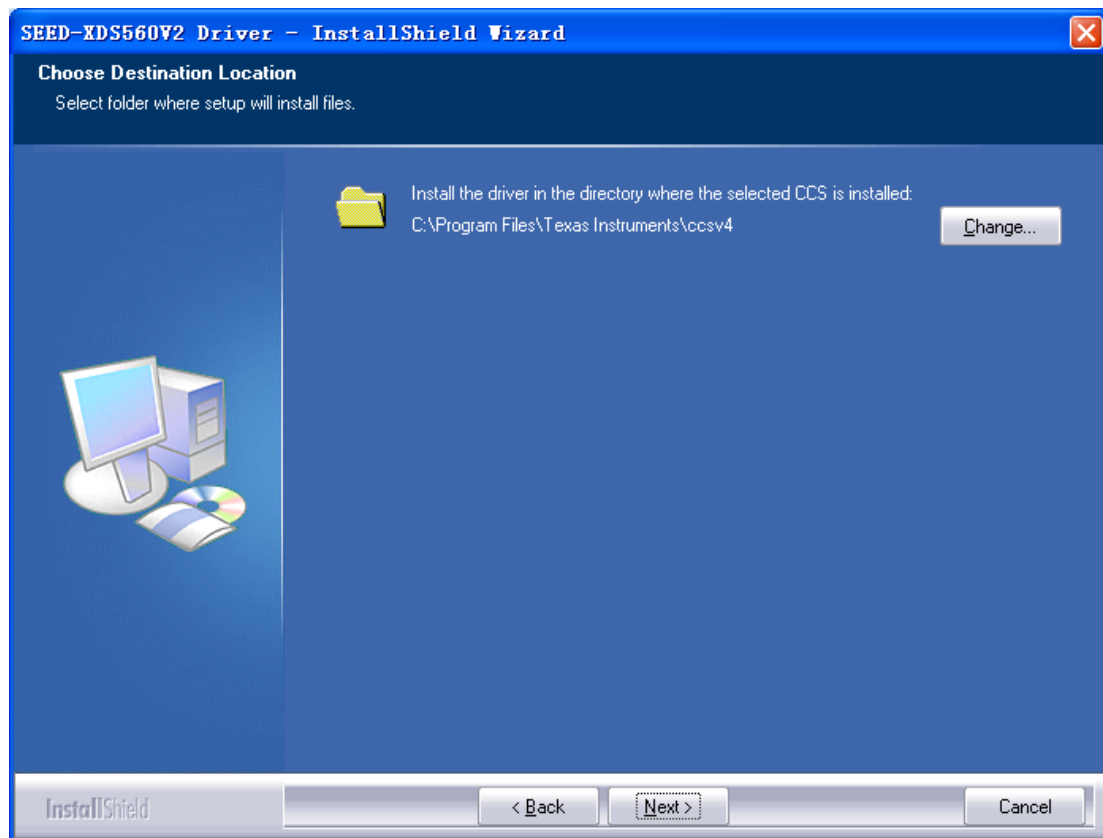 SEED-XDS560V2 Driver - InstallShield Wizard
Choose Destination Location
Select folder where setup will install files.
Install the driver in the directory where the selected CCS is installed:
C:\Program Files\Texas Instruments\ccsv4
Change...
InstallShield
< Back
Next >
Cancel